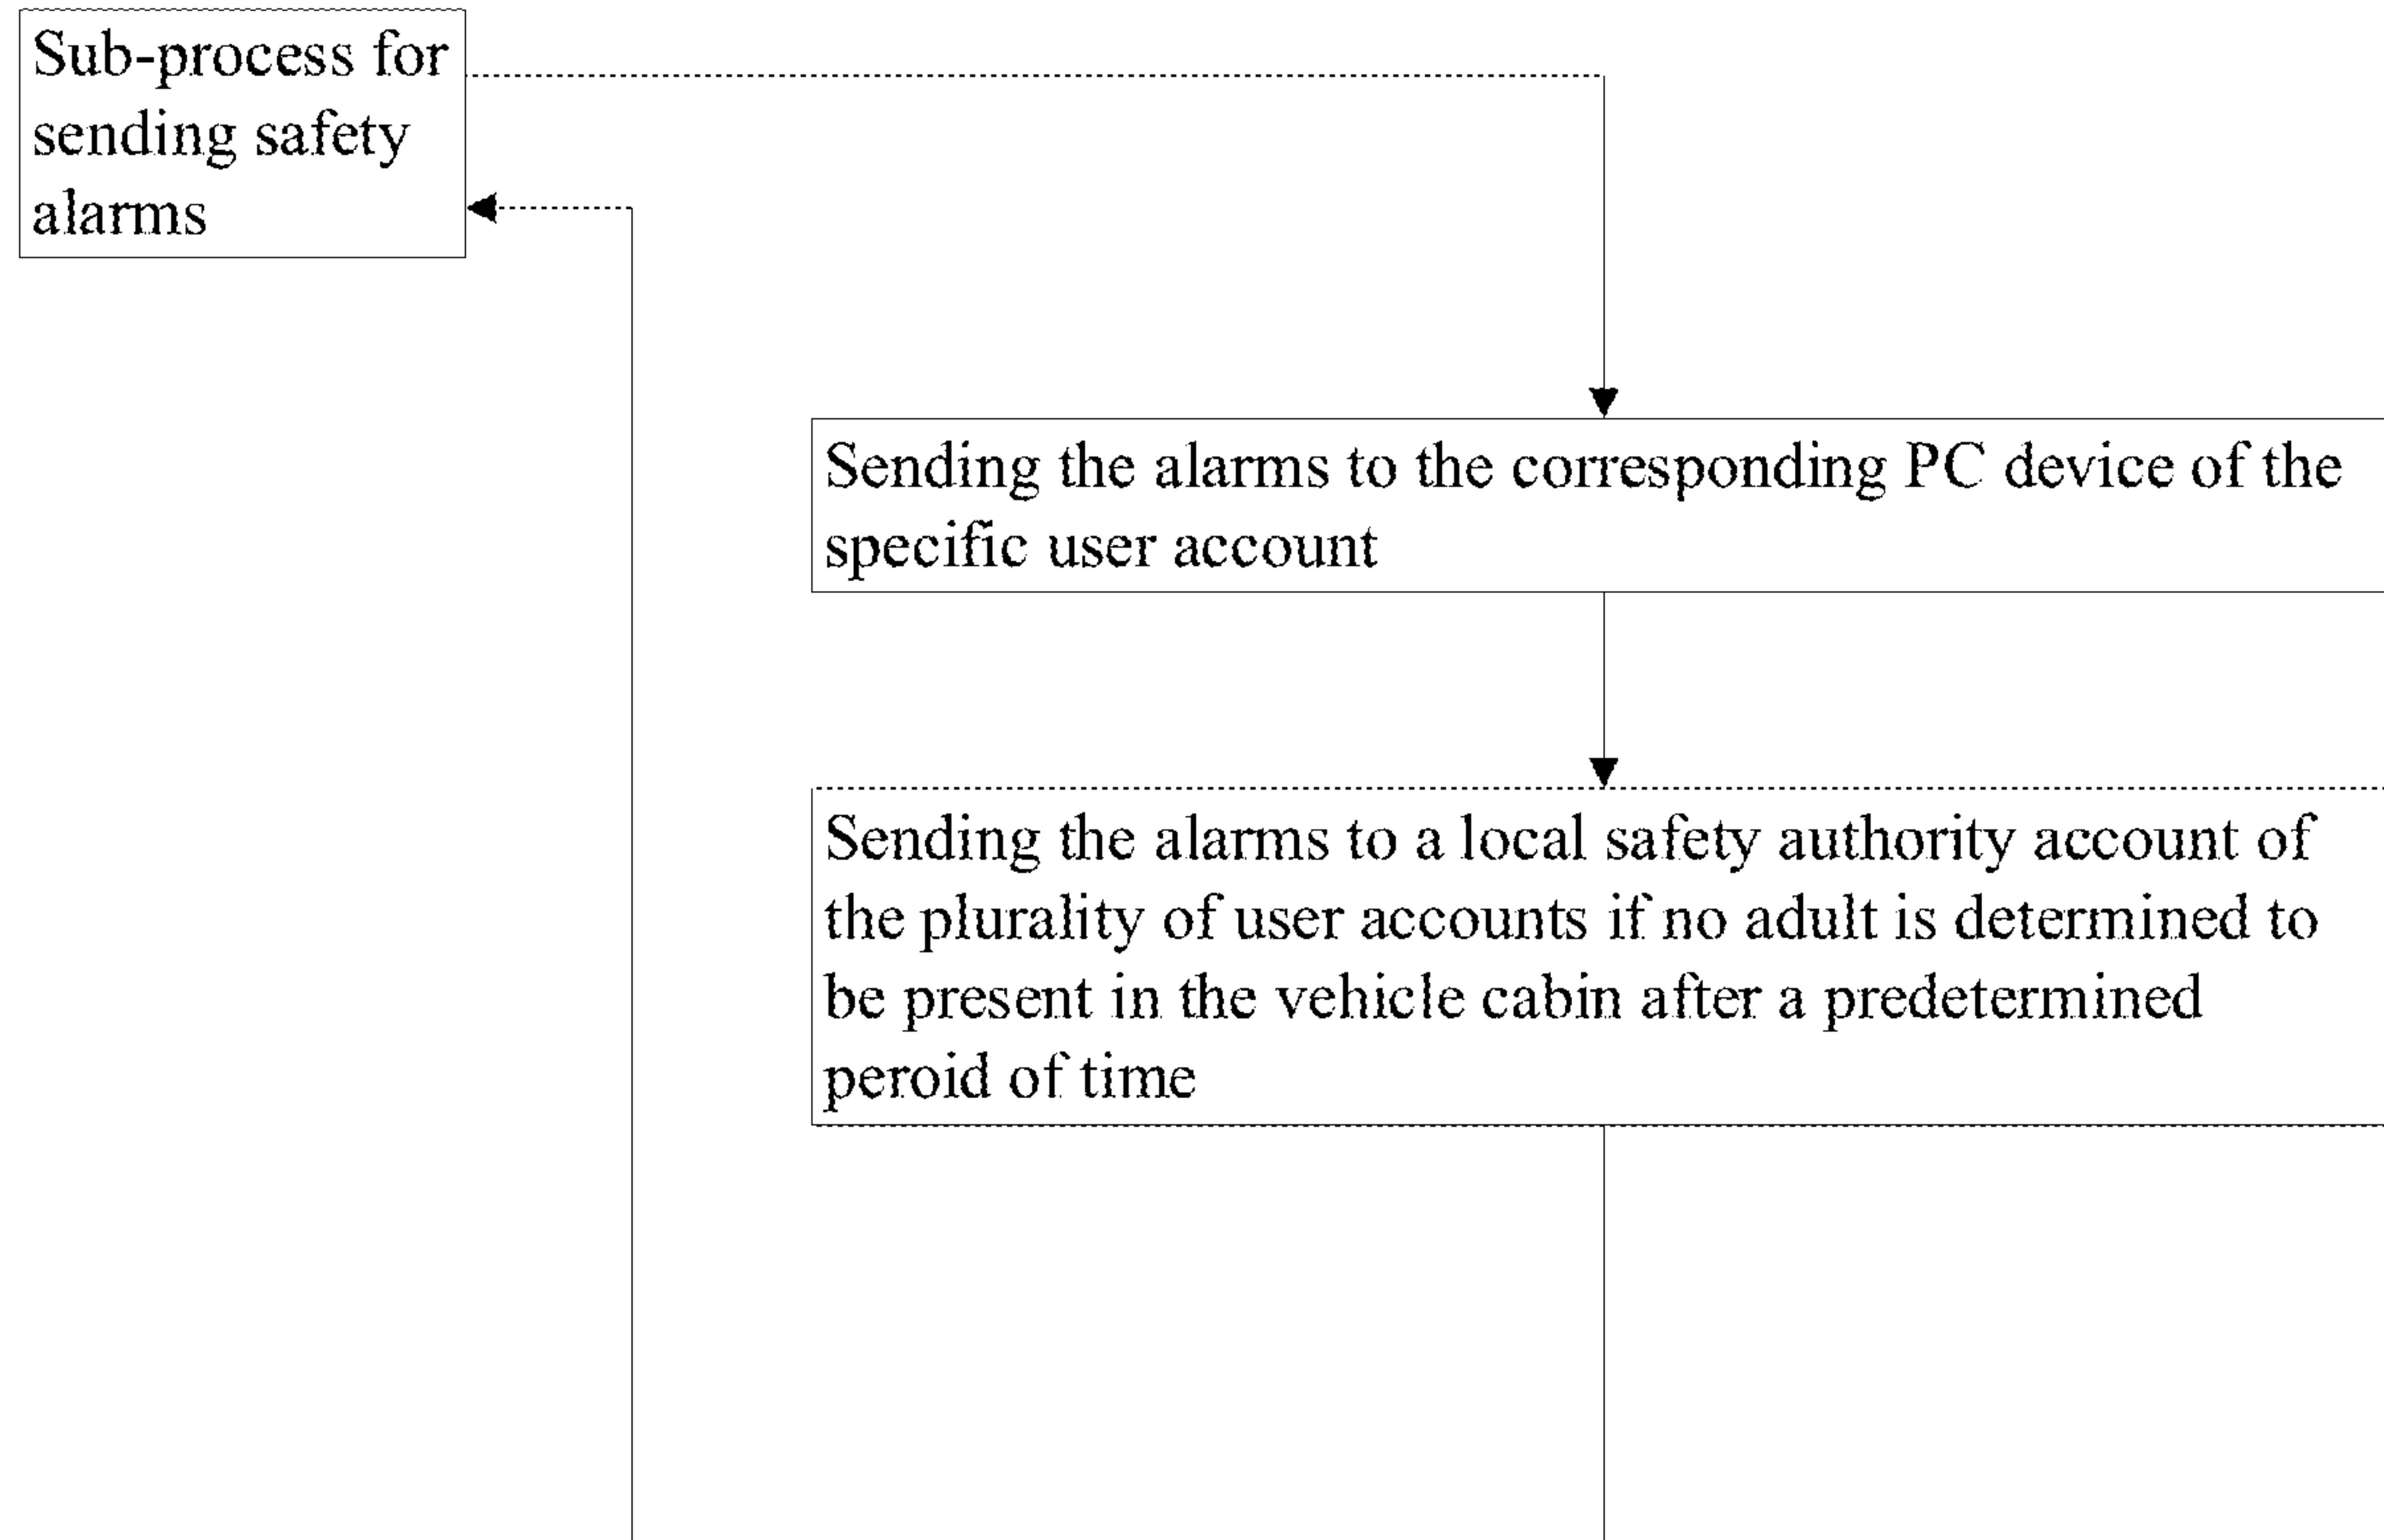 Sub-process for
sending safety
alarms
Sending the alarms to the corresponding PC device of the
specific user account
Sending the alarms to a local safety authority account of
the plurality of user accounts if no adult is determined to
be present in the vehicle cabin after a predetermined
peroid of time